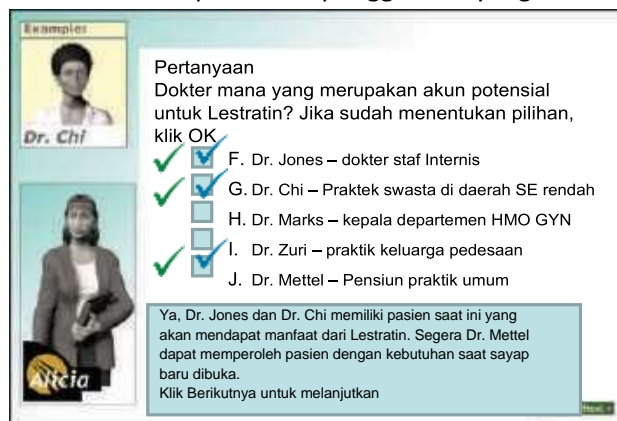 Examples
Dr. Chi
Pertanyaan
Dokter mana yang merupakan akun potensial
untuk Lestratin? Jika sudah menentukan pilihan,
klik OK
F. Dr. Jones – dokter staf Internis
G. Dr. Chi – Praktek swasta di daerah SE rendah
H. Dr. Marks – kepala departemen HMO GYN
I. Dr. Zuri – praktik keluarga pedesaan
J. Dr. Mettel – Pensiun praktik umum
Ya, Dr. Jones dan Dr. Chi memiliki pasien saat ini yang
akan mendapat manfaat dari Lestratin. Segera Dr. Mettel
dapat memperoleh pasien dengan kebutuhan saat sayap
baru dibuka.
Klik Berikutnya untuk melanjutkan
Alicia